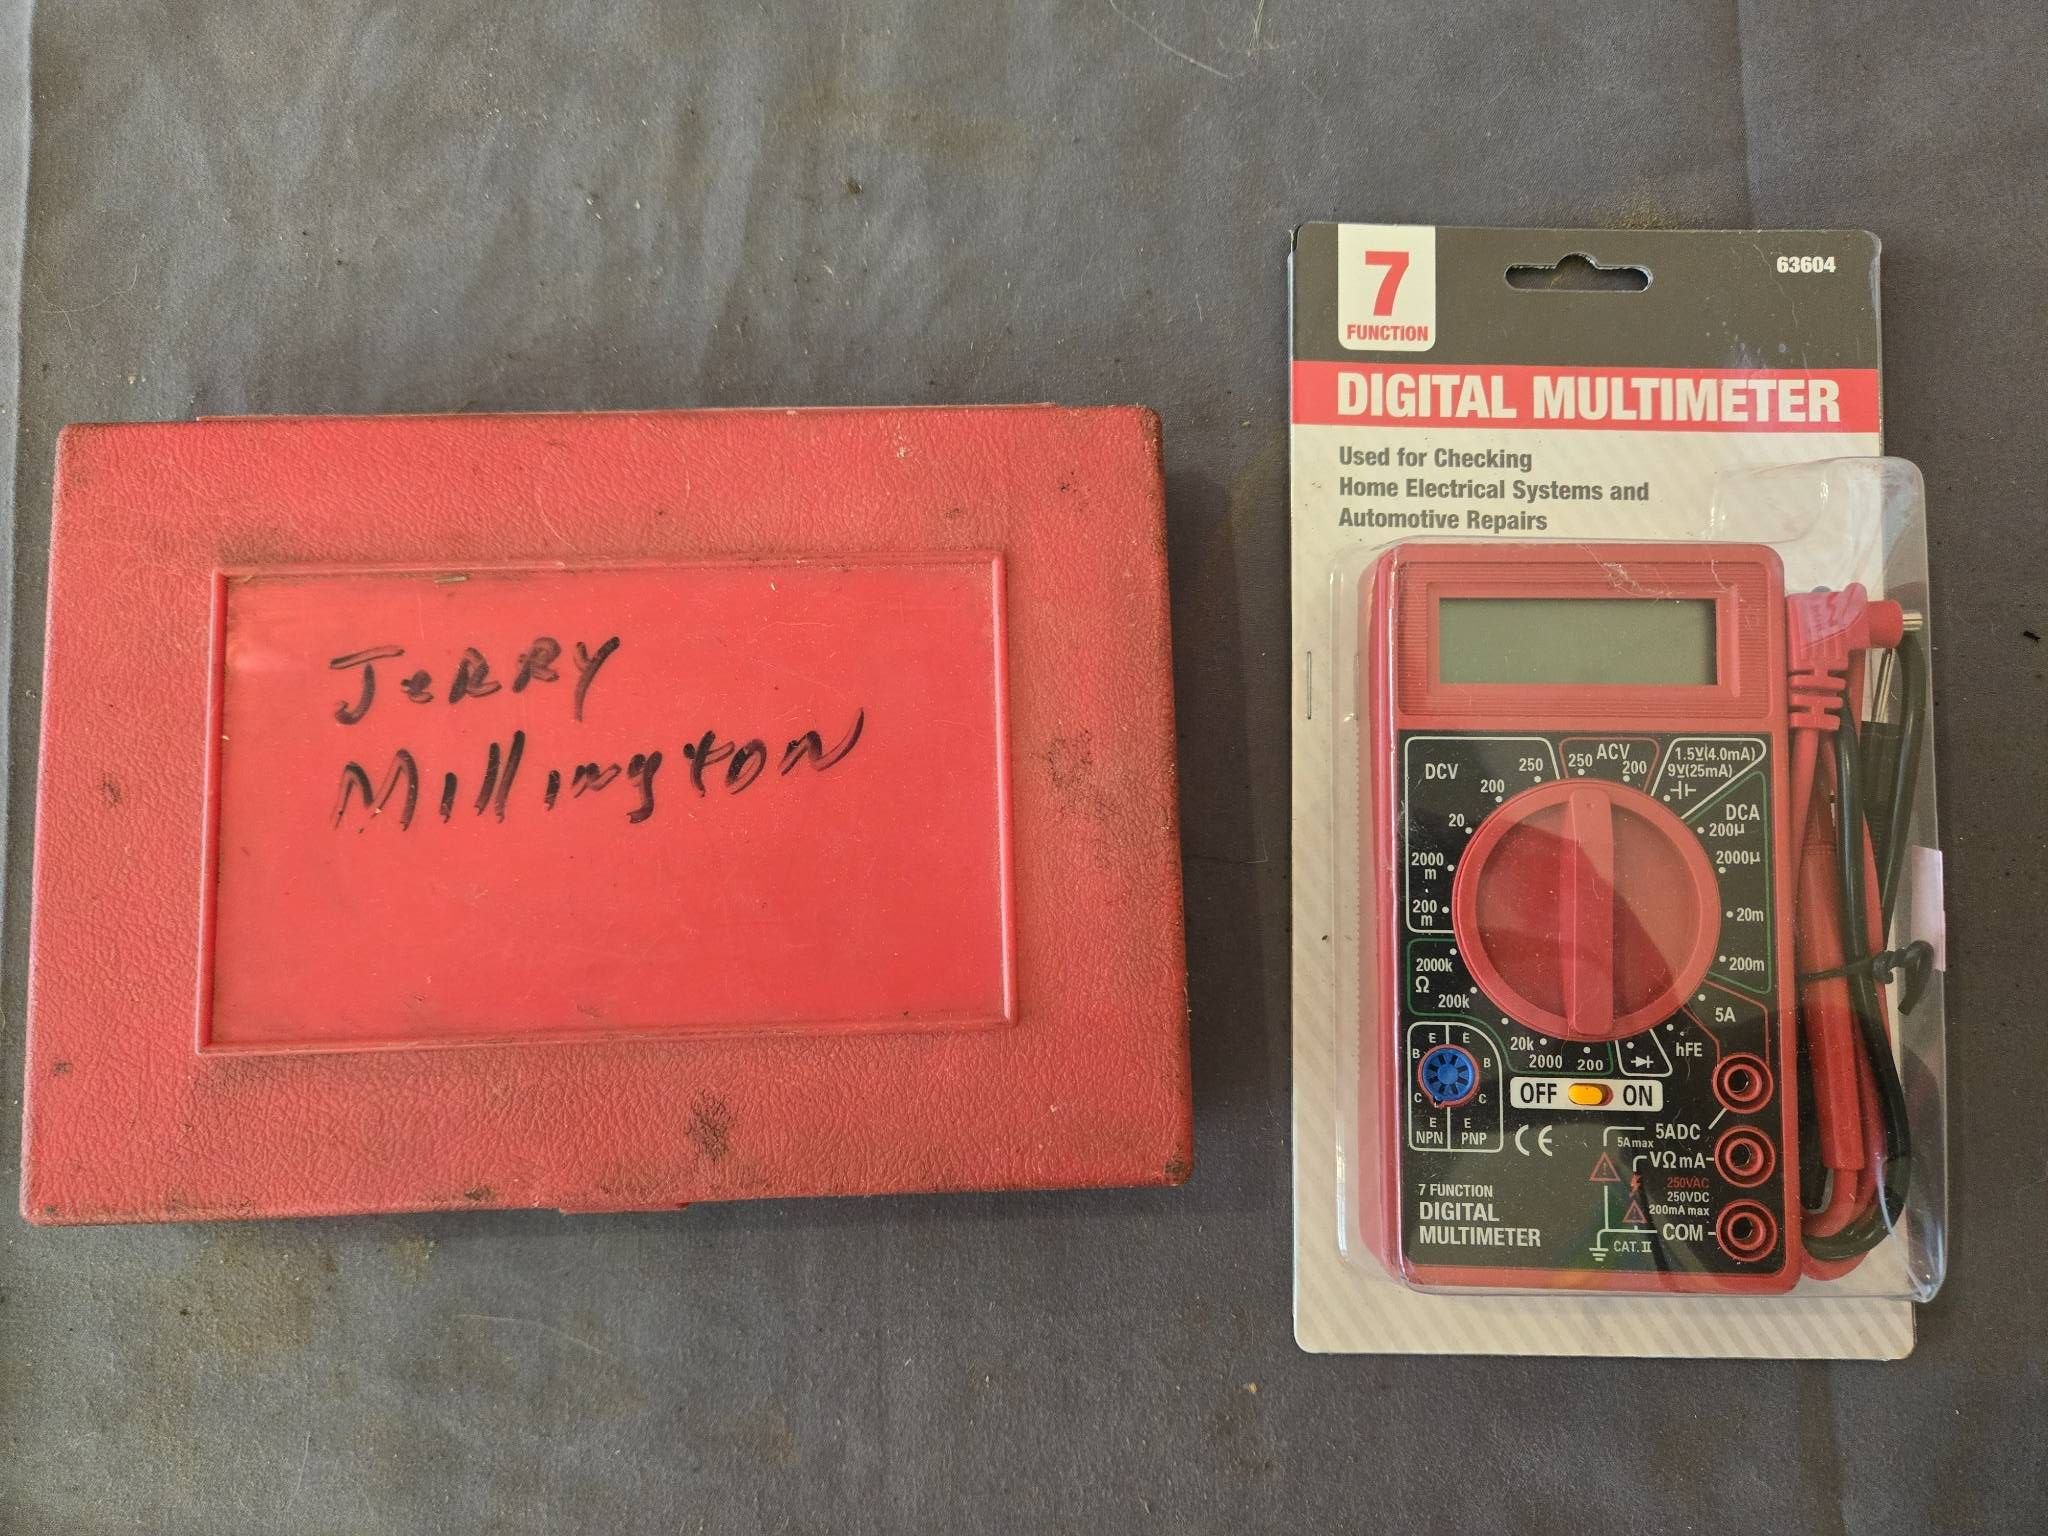 JeRRY
Millington
7
FUNCTION
63604
DIGITAL MULTIMETER
Used for Checking
Home Electrical Systems and
Automotive Repairs
DCV
250
200
20
2000
m
200
m
250 ACV 200
1.5V(4.0mA)
9V(25mA)
DCA
200µ
2000µ
20m
200m
5A
hFE
2000k
Ω
200k
20k
2000
200
E E
B B
C C
E E
NPN PNP
OFF ON
CE
5ADC
5A max
VΩmA
250VAC
250VDC
200mA max
COM
CAT. II
7 FUNCTION
DIGITAL
MULTIMETER